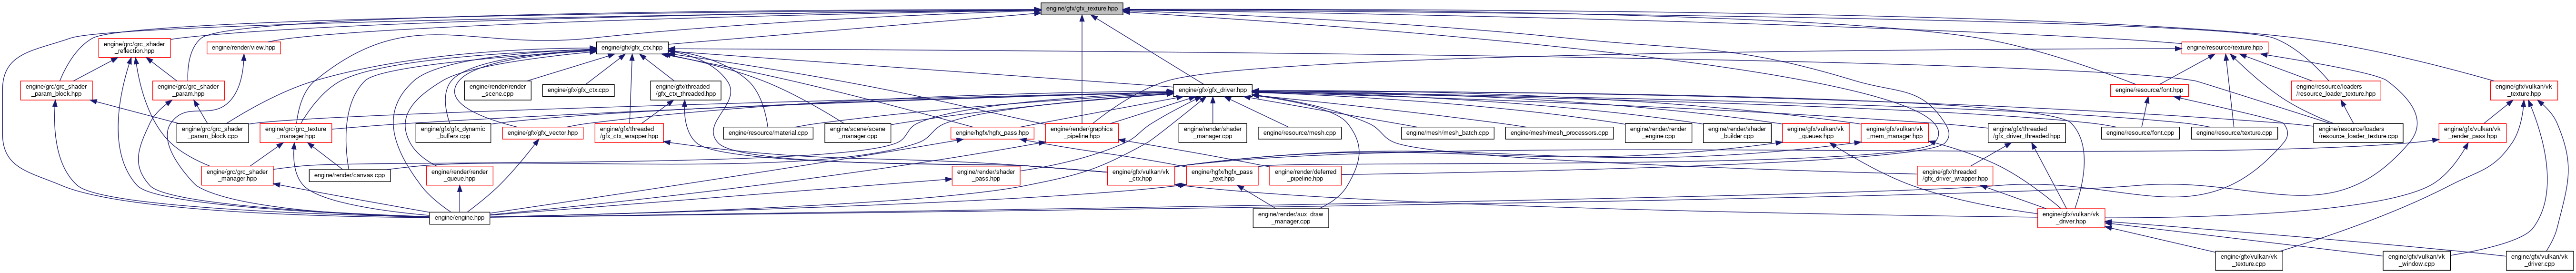 engine/gfx/gfx_texture.hpp
engine/grc/grc_shader
_reflection.hpp
engine/render/view.hpp
engine/gfx/gfx_ctx.hpp
engine/resource/texture.hpp
engine/grc/grc_shader
_param_block.hpp
engine/grc/grc_shader
_param.hpp
engine/render/render
_scene.cpp
engine/gfx/gfx_ctx.cpp
engine/gfx/threaded
/gfx_ctx_threaded.hpp
engine/gfx/gfx_driver.hpp
engine/resource/font.hpp
engine/resource/loaders
/resource_loader_texture.hpp
engine/gfx/vulkan/vk
_texture.hpp
engine/grc/grc_shader
_param_block.cpp
engine/grc/grc_texture
_manager.hpp
engine/gfx/gfx_dynamic
_buffers.cpp
engine/gfx/gfx_vector.hpp
engine/gfx/threaded
/gfx_ctx_wrapper.hpp
engine/resource/material.cpp
engine/scene/scene
_manager.cpp
engine/hgfx/hgfx_pass.hpp
engine/render/graphics
_pipeline.hpp
engine/render/shader
_manager.cpp
engine/resource/mesh.cpp
engine/mesh/mesh_batch.cpp
engine/mesh/mesh_processors.cpp
engine/render/render
_engine.cpp
engine/render/shader
_builder.cpp
engine/gfx/vulkan/vk
_queues.hpp
engine/gfx/vulkan/vk
_mem_manager.hpp
engine/gfx/threaded
/gfx_driver_threaded.hpp
engine/resource/font.cpp
engine/resource/texture.cpp
engine/resource/loaders
/resource_loader_texture.cpp
engine/gfx/vulkan/vk
_render_pass.hpp
engine/grc/grc_shader
_manager.hpp
engine/render/canvas.cpp
engine/render/render
_queue.hpp
engine/render/shader
_pass.hpp
engine/gfx/vulkan/vk
_ctx.hpp
engine/hgfx/hgfx_pass
_text.hpp
engine/render/deferred
_pipeline.hpp
engine/gfx/threaded
/gfx_driver_wrapper.hpp
engine/engine.hpp
engine/render/aux_draw
_manager.cpp
engine/gfx/vulkan/vk
_driver.hpp
engine/gfx/vulkan/vk
_texture.cpp
engine/gfx/vulkan/vk
_window.cpp
engine/gfx/vulkan/vk
_driver.cpp